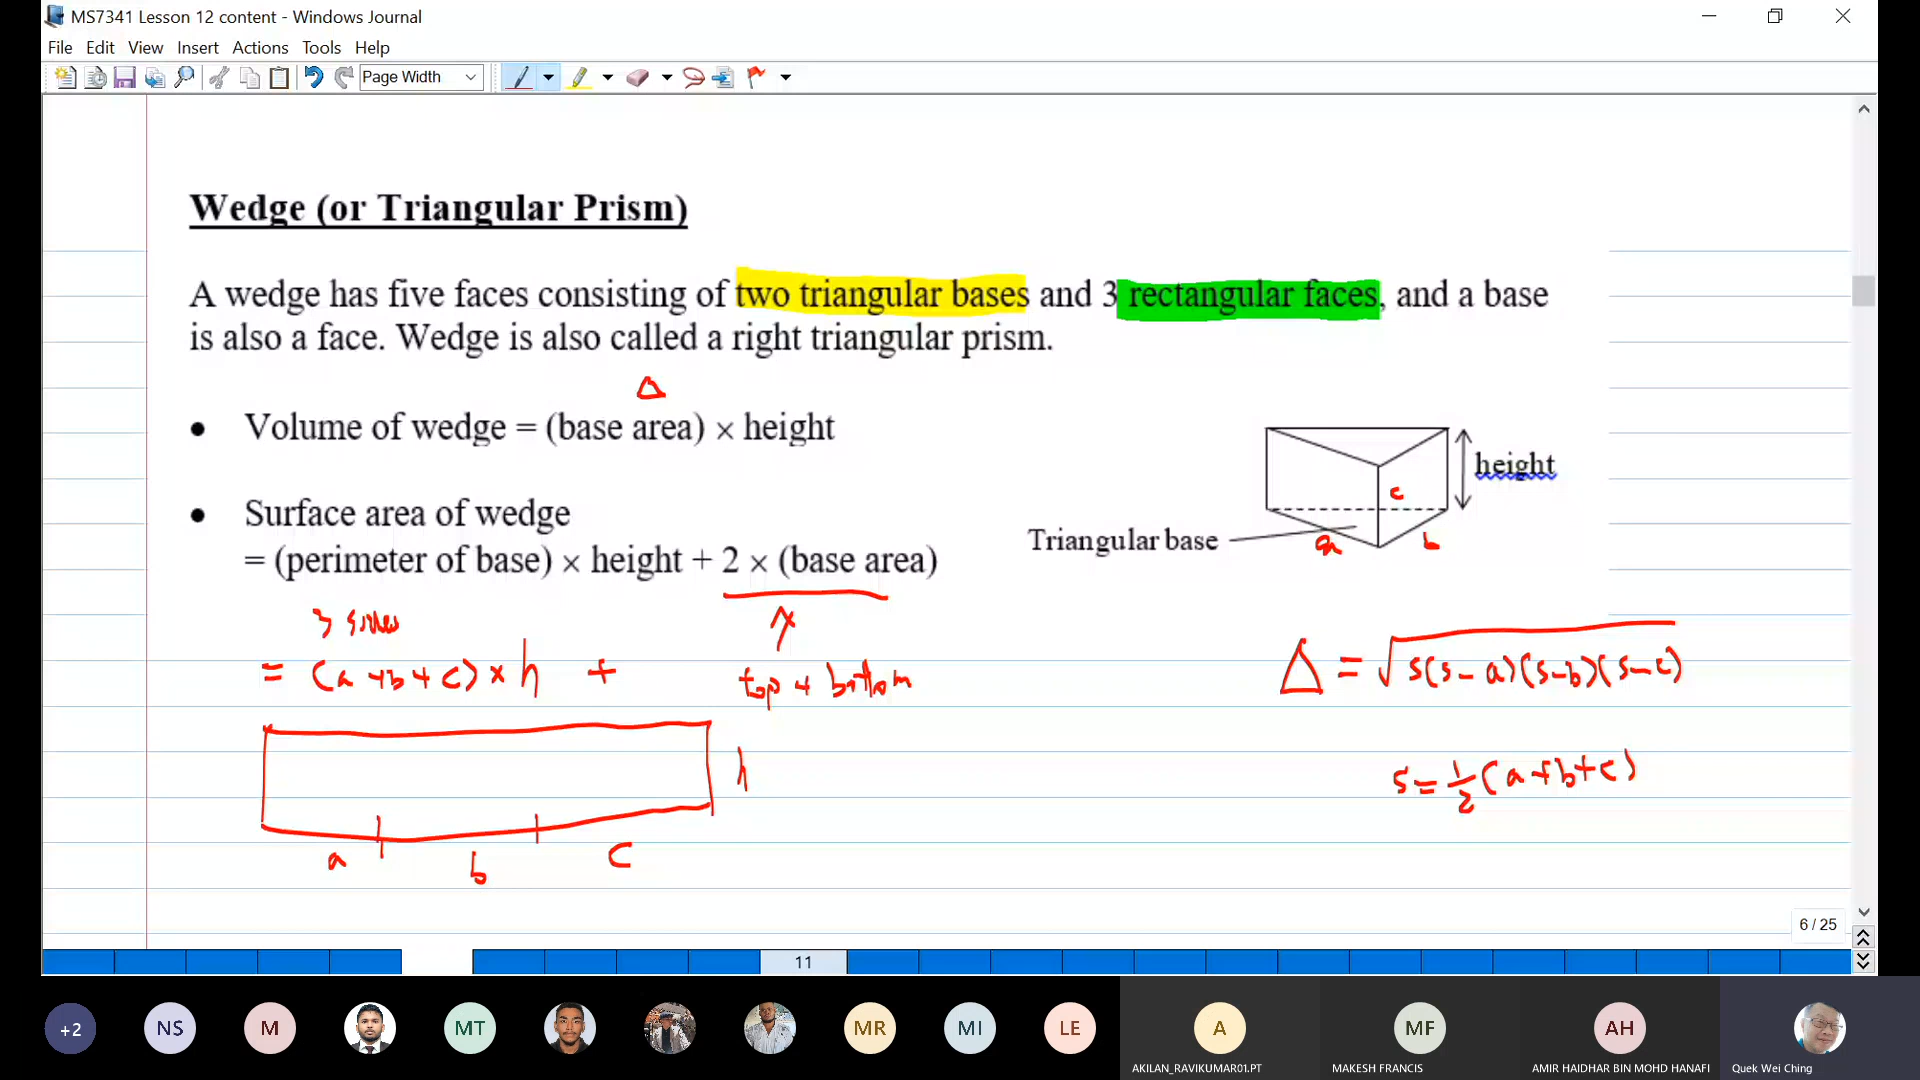 MS7341 Lesson 12 content - Windows Journal
File Edit View Insert Actions Tools Help
Page Width
Wedge (or Triangular Prism)
A wedge has five faces consisting of two triangular bases and 3 rectangular faces, and a base
is also a face. Wedge is also called a right triangular prism.
Δ
• Volume of wedge = (base area) × height
height
c
• Surface area of wedge
Triangular base
a b
= (perimeter of base) × height + 2 × (base area)
3 sides
= (a + b + c) × h + top + bottom
Δ = √s(s-a)(s-b)(s-c)
h
s = 1/2 (a + b + c)
a b c
6 / 25
11
+2 NS M MT MR MI LE A MF AH
AKILAN_RAVIKUMAR01.PT MAKESH FRANCIS AMIR HAIDHAR BIN MOHD HANAFI Quek Wei Ching